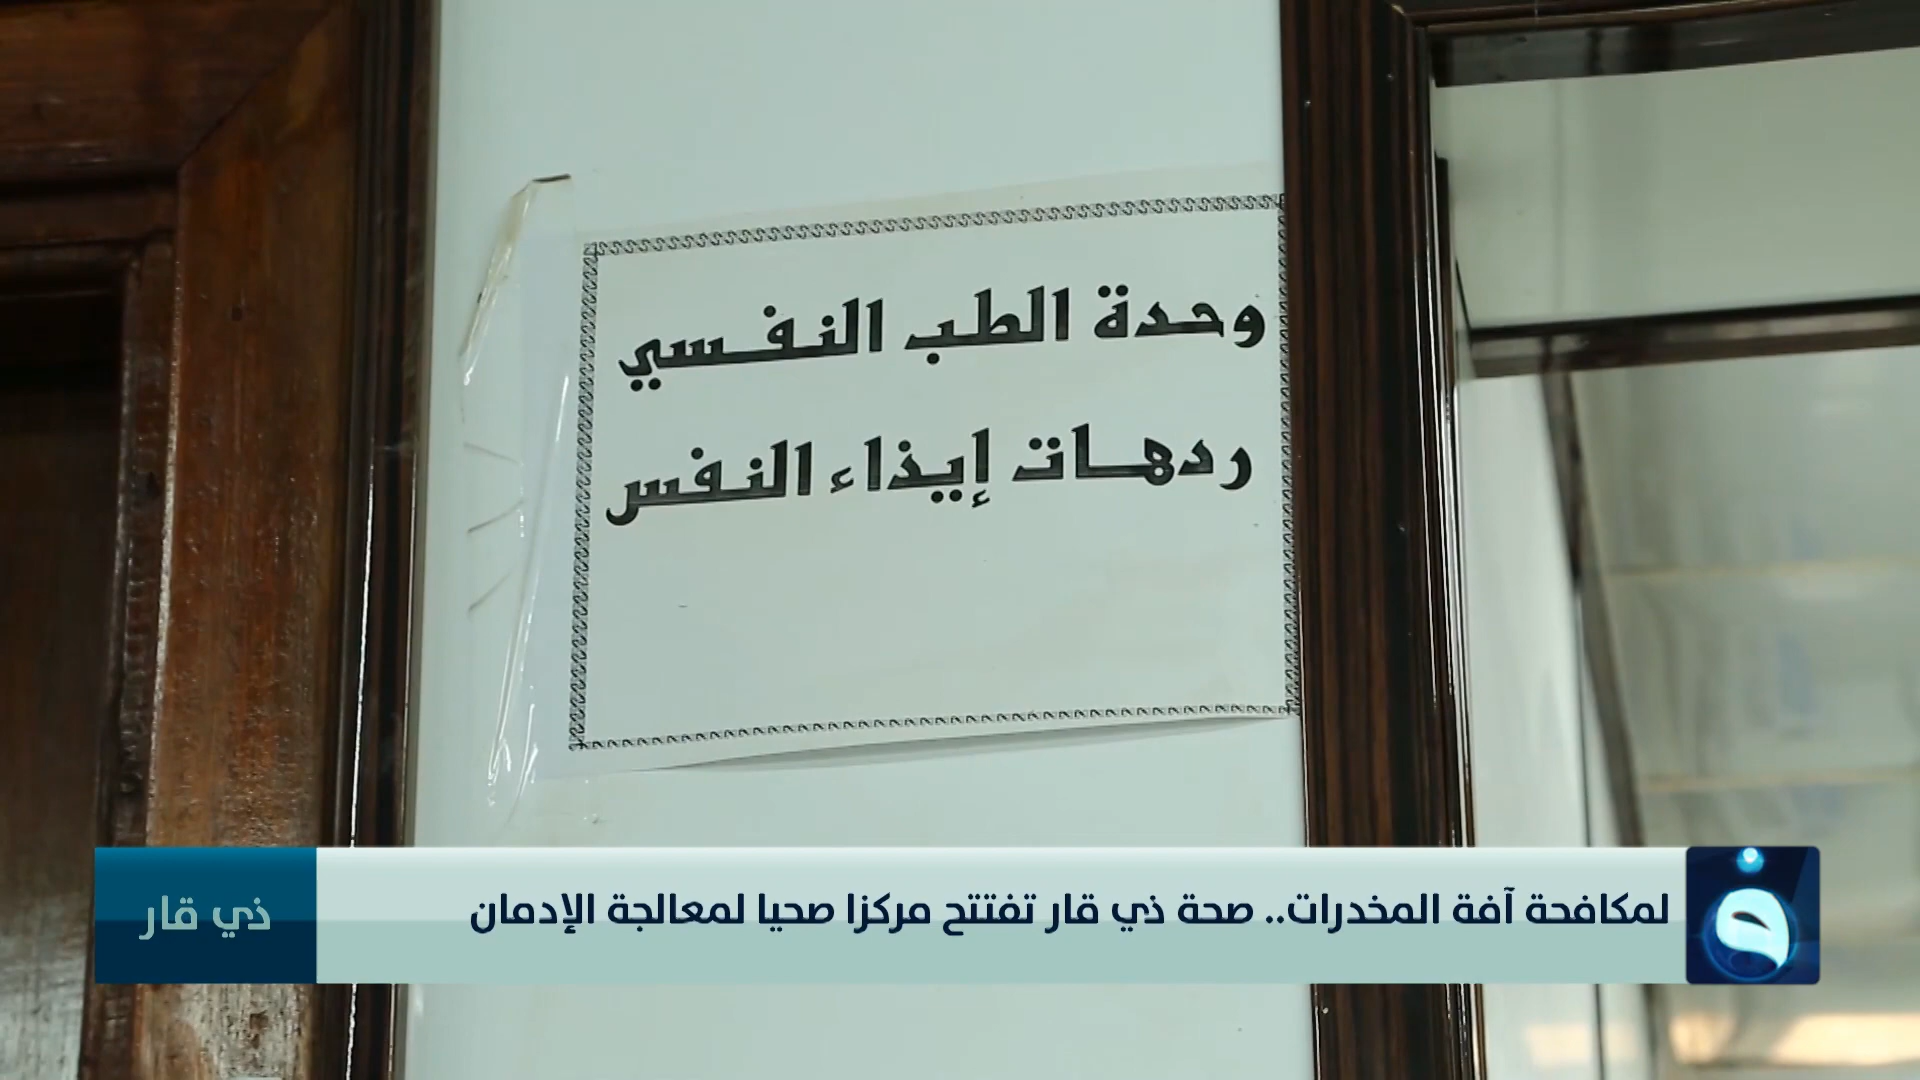 وحدة الطب النفسي
ردهات إيذاء النفس
لمكافحة آفة المخدرات.. صحة ذي قار تفتتح مركزا صحيا لمعالجة الإدمان
ذي قار